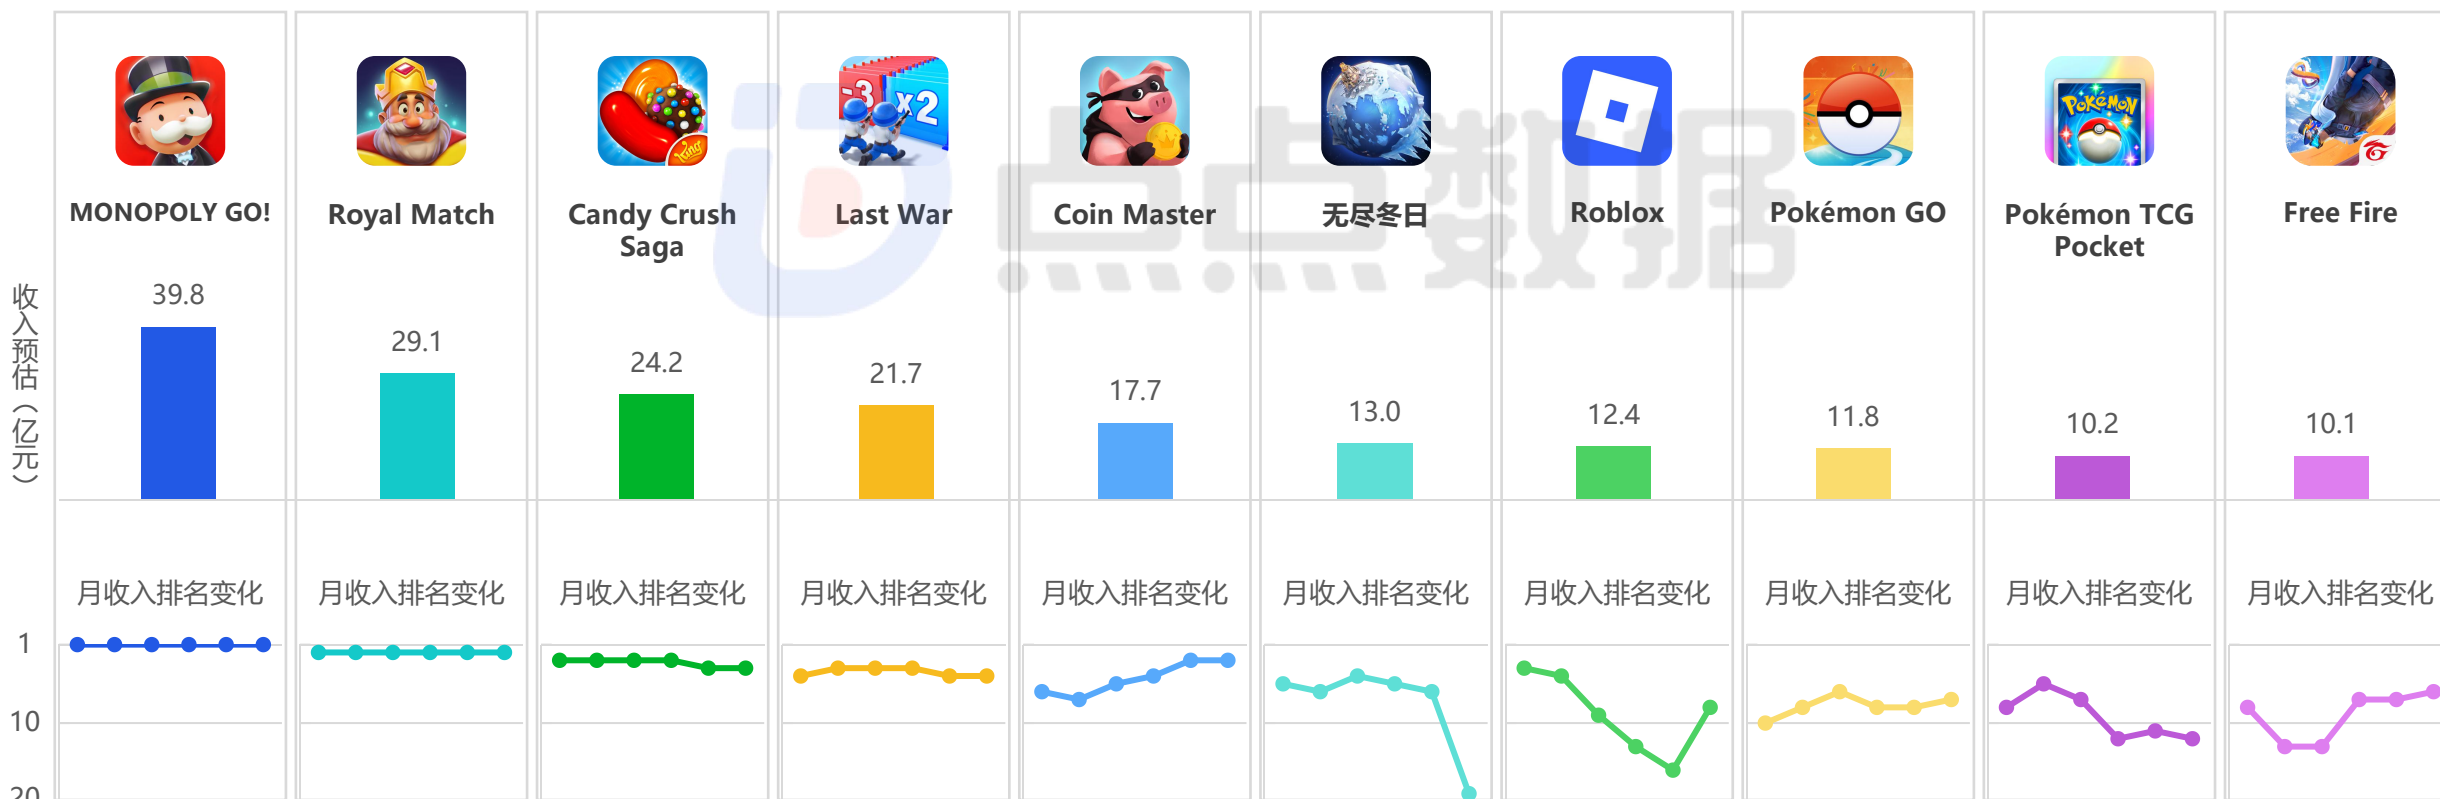 -3
x2
king
POKéMON
点点数据
MONOPOLY GO!
Royal Match
Candy Crush
Saga
Last War
Coin Master
无尽冬日
Roblox
Pokémon GO
Pokémon TCG
Pocket
Free Fire
收入预估（亿元）
39.8
29.1
24.2
21.7
17.7
13.0
12.4
11.8
10.2
10.1
月收入排名变化
月收入排名变化
月收入排名变化
月收入排名变化
月收入排名变化
月收入排名变化
月收入排名变化
月收入排名变化
月收入排名变化
月收入排名变化
1
10
20